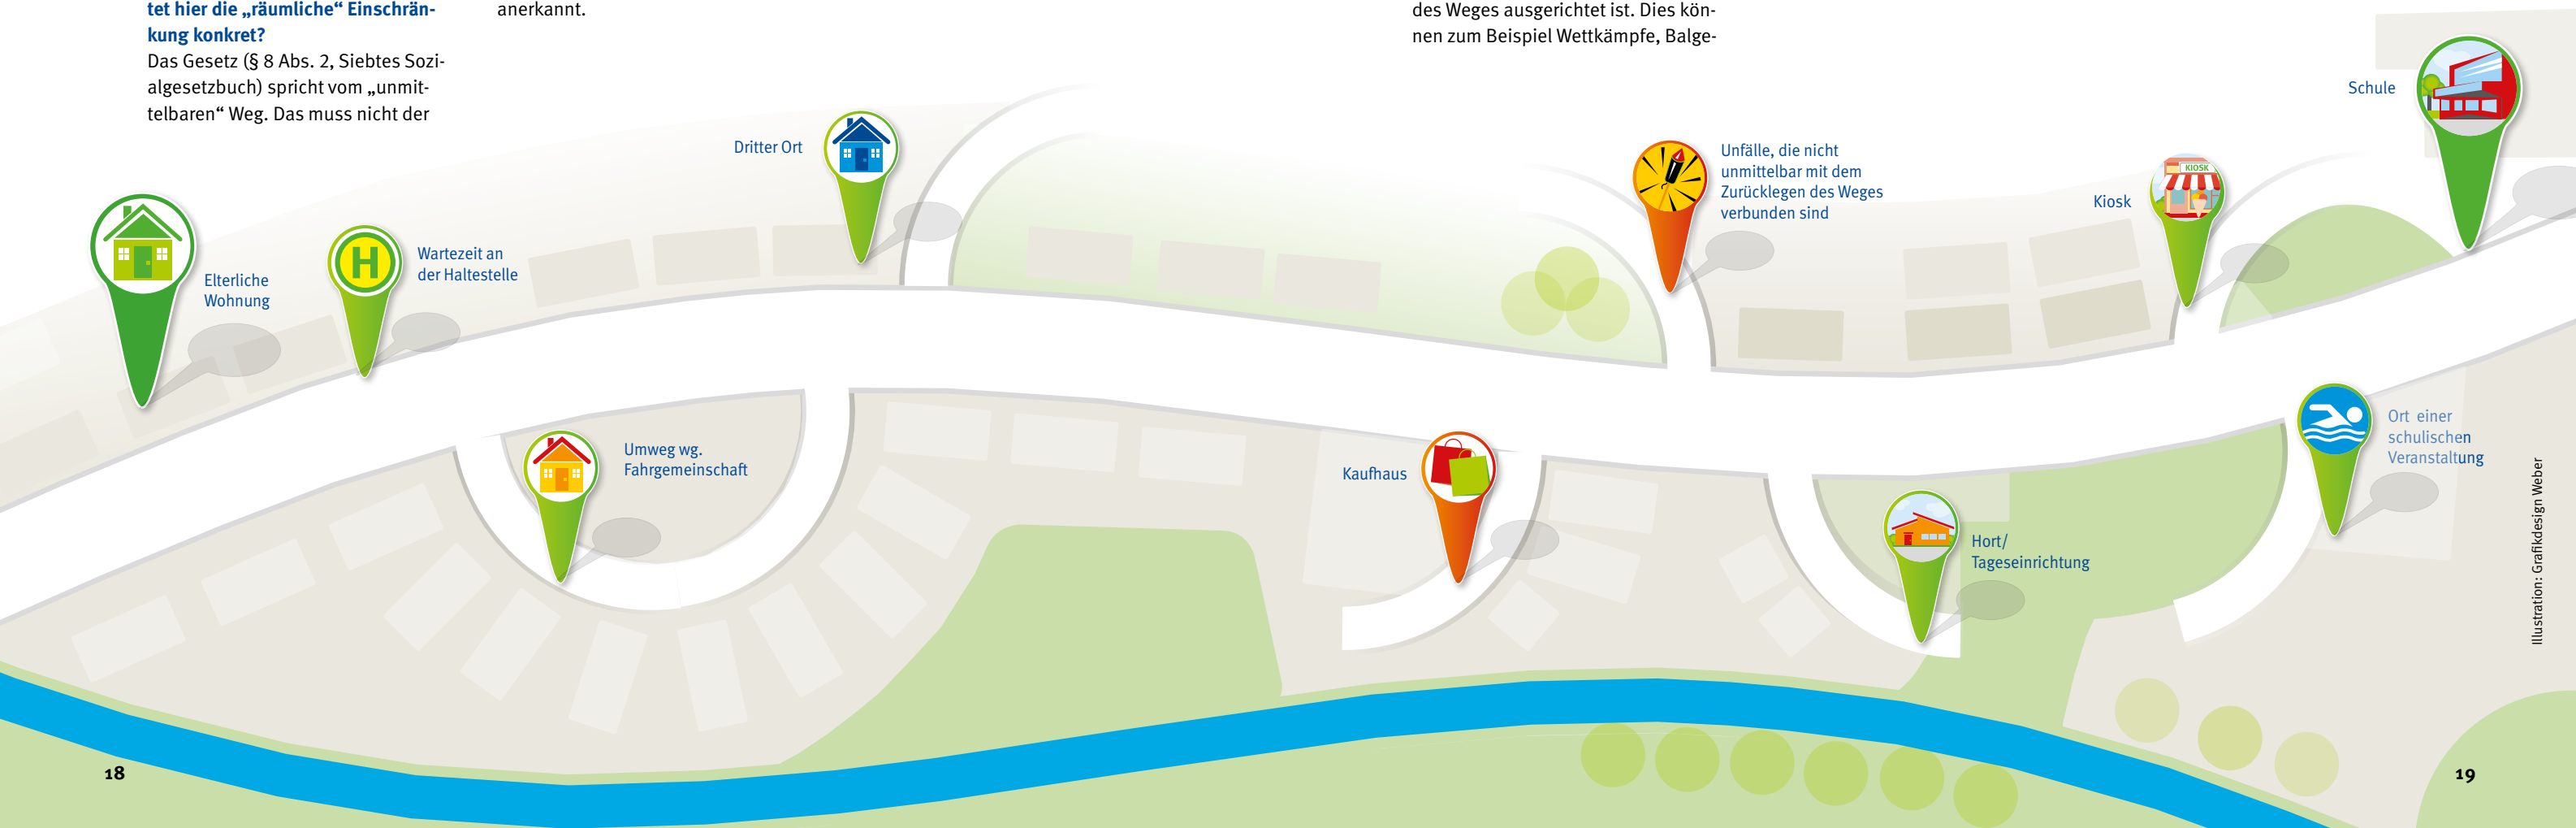 tet hier die „räumliche“ Einschrän-
kung konkret?
Das Gesetz (§ 8 Abs. 2, Siebtes Sozi-
algesetzbuch) spricht vom „unmit-
telbaren“ Weg. Das muss nicht der
anerkannt.
des Weges ausgerichtet ist. Dies kön-
nen zum Beispiel Wettkämpfe, Balge-
Elterliche
Wohnung
H
Wartezeit an
der Haltestelle
Dritter Ort
Umweg wg.
Fahrgemeinschaft
Kaufhaus
Unfälle, die nicht
unmittelbar mit dem
Zurücklegen des Weges
verbunden sind
Hort/
Tageseinrichtung
Kiosk
KIOSK
Schule
Ort einer
schulischen
Veranstaltung
Illustration: Grafikdesign Weber
18
19